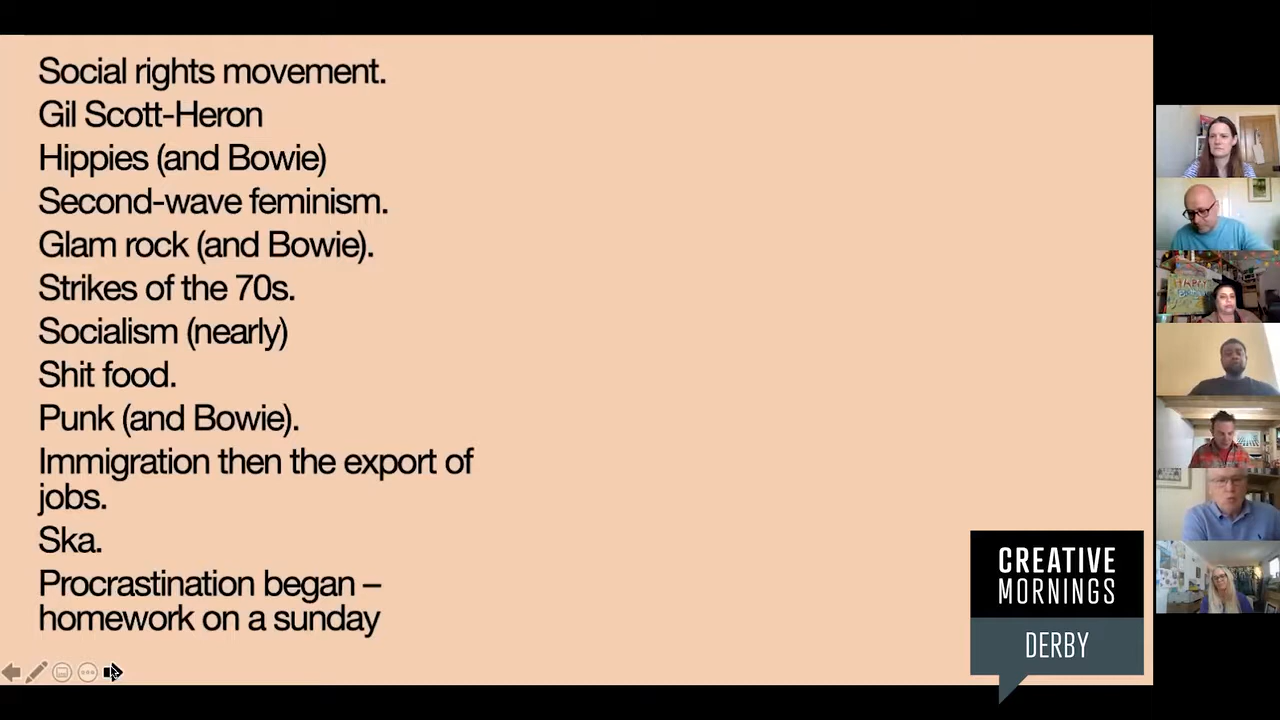 Social rights movement.
Gil Scott-Heron
Hippies (and Bowie)
Second-wave feminism.
Glam rock (and Bowie).
Strikes of the 70s.
Socialism (nearly)
Shit food.
Punk (and Bowie).
Immigration then the export of
jobs.
Ska.
Procrastination began –
homework on a sunday
CREATIVE
MORNINGS
DERBY
HAPPY